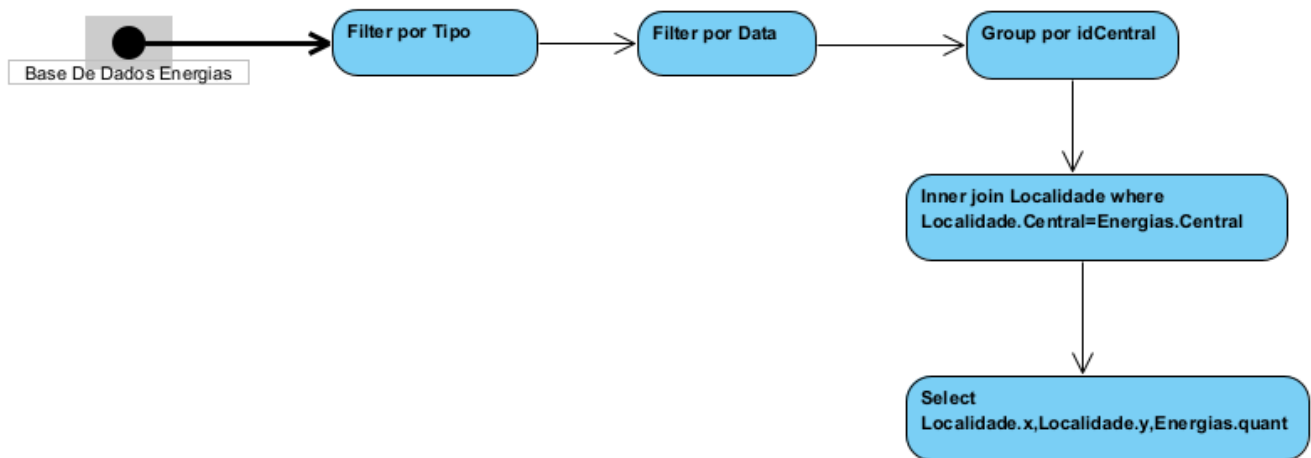 Base De Dados Energias
Filter por Tipo
Filter por Data
Group por idCentral
Inner join Localidade where
Localidade.Central=Energias.Central
Select
Localidade.x,Localidade.y,Energias.quant